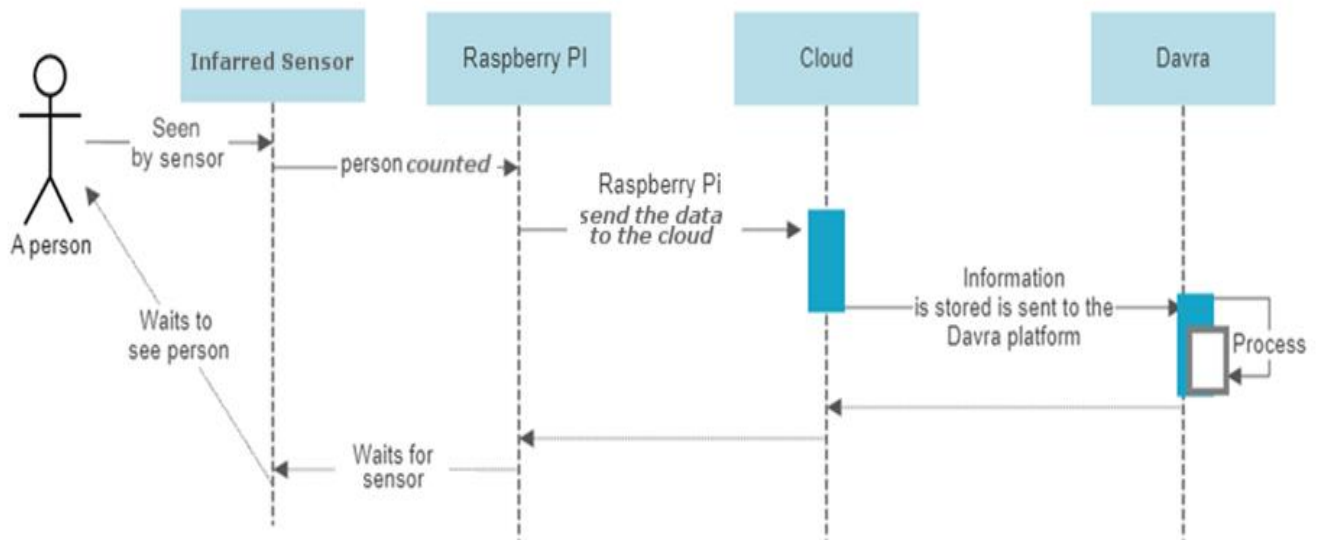 Infarred Sensor
Raspberry PI
Cloud
Davra
Seen
by sensor
person counted
Raspberry Pi
send the data
to the cloud
A person
Information
is stored is sent to the
Davra platform
Process
Waits to
see person
Waits for
sensor